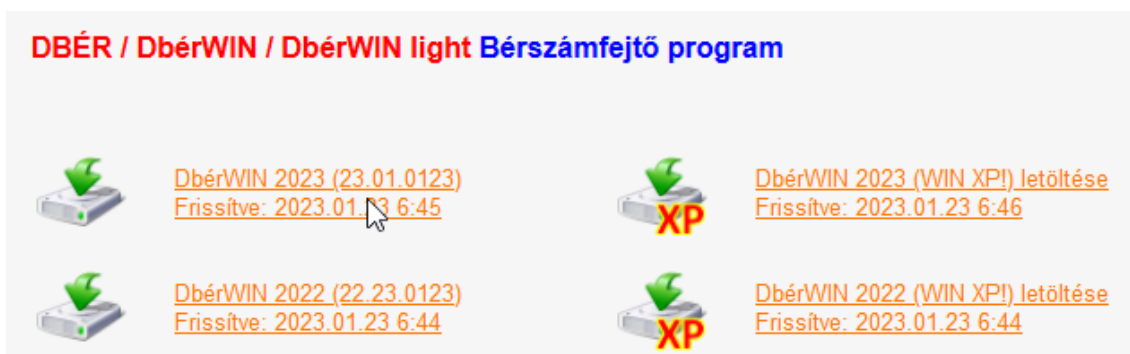 DBÉR / DbérWIN / DbérWIN light Bérszámfejtő program
DbérWIN 2023 (23.01.0123)
Frissítve: 2023.01.23 6:45
XP
DbérWIN 2023 (WIN XP!) letöltése
Frissítve: 2023.01.23 6:46
DbérWIN 2022 (22.23.0123)
Frissítve: 2023.01.23 6:44
XP
DbérWIN 2022 (WIN XP!) letöltése
Frissítve: 2023.01.23 6:44